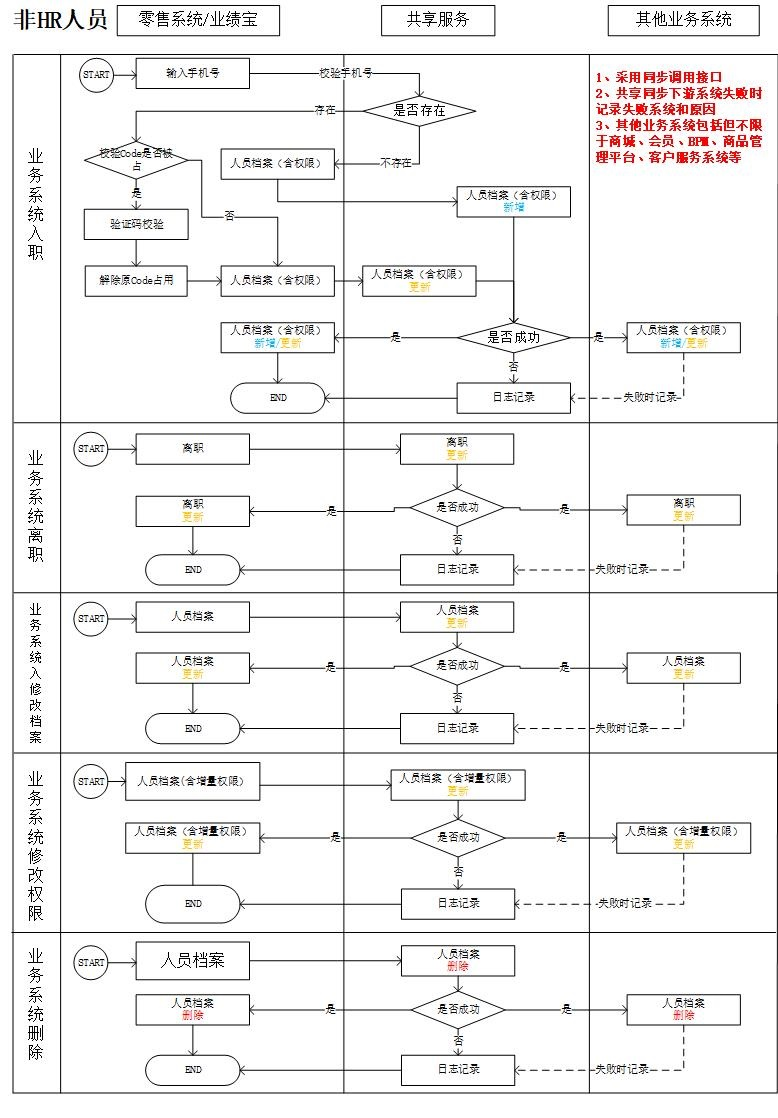 非HR人员
零售系统/业绩宝
共享服务
其他业务系统
业务系统入职
START
输入手机号
校验手机号
是否存在
存在
不存在
1、采用同步调用接口
2、共享同步下游系统失败时
记录失败系统和原因
3、其他业务系统包括但不限
于商城、会员、BPM、商品管
理平台、客户服务系统等
校验Code是否被
占
人员档案（含权限）
是
否
人员档案（含权限）
新增
验证码校验
解除原Code占用
人员档案（含权限）
人员档案（含权限）
更新
人员档案（含权限）
新增/更新
是
是否成功
是
人员档案（含权限）
新增/更新
否
END
日志记录
失败时记录
业务系统离职
START
离职
离职
更新
离职
更新
是
是否成功
是
离职
更新
否
END
日志记录
失败时记录
业务系统入修改档案
START
人员档案
人员档案
更新
人员档案
更新
是
是否成功
是
人员档案
更新
否
END
日志记录
失败时记录
业务系统修改权限
START
人员档案(含增量权限)
人员档案（含增量权限）
更新
人员档案（含增量权限）
更新
是
是否成功
是
人员档案（含增量权限）
更新
否
END
日志记录
失败时记录
业务系统删除
START
人员档案
人员档案
删除
人员档案
删除
是
是否成功
是
人员档案
删除
否
END
日志记录
失败时记录